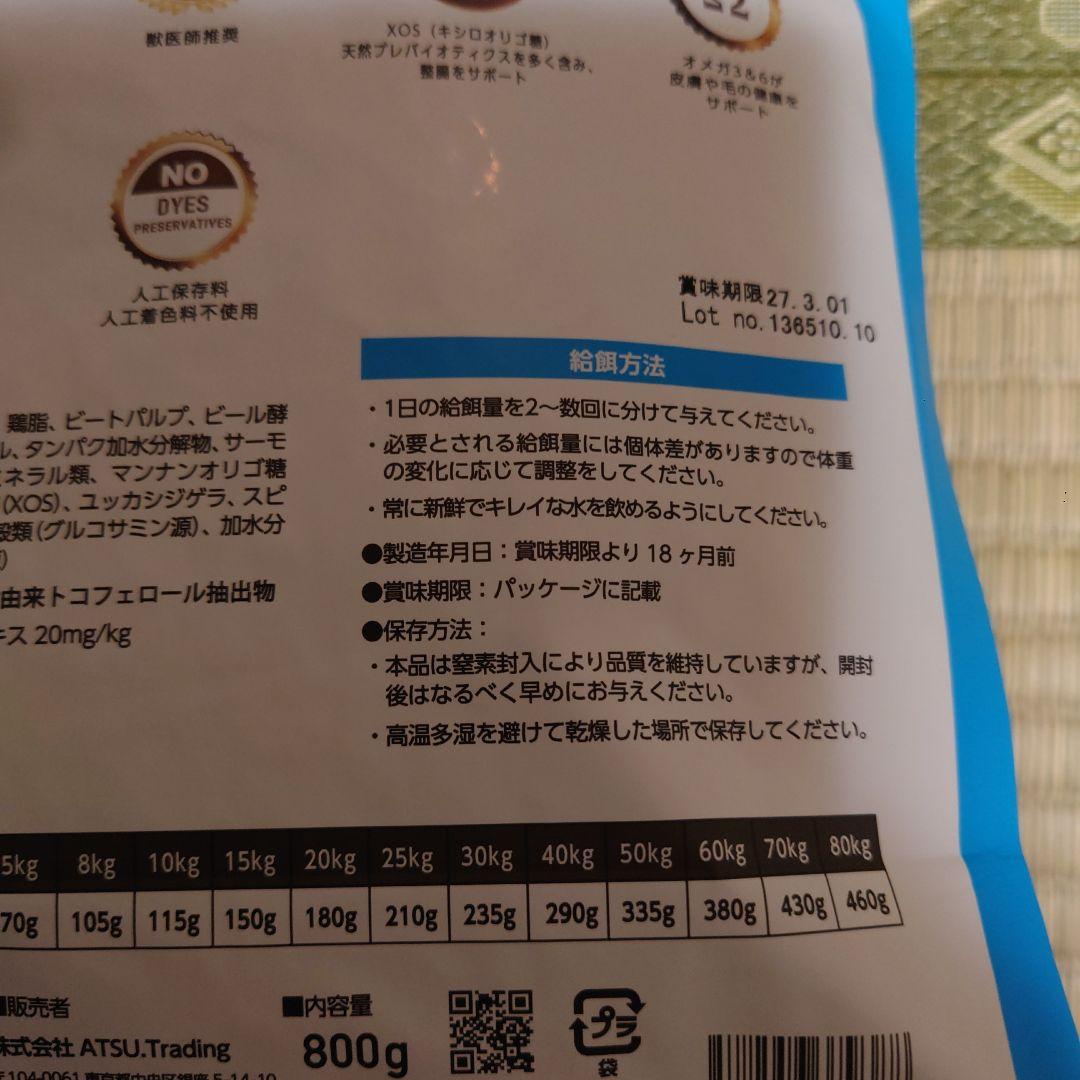 獣医師推奨
XOS（キシロオリゴ糖）
天然プレバイオティクスを多く含み、
整腸をサポート
オメガ3&6が
皮膚や毛の健康を
サポート
NO
DYES
PRESERVATIVES
人工保存料
人工着色料不使用
賞味期限27.3.01
Lot no.136510.10
給餌方法
・1日の給餌量を2〜数回に分けて与えてください。
・必要とされる給餌量には個体差がありますので体重
の変化に応じて調整をしてください。
・常に新鮮でキレイな水を飲めるようにしてください。
●製造年月日：賞味期限より18ヶ月前
●賞味期限：パッケージに記載
●保存方法：
・本品は窒素封入により品質を維持していますが、開封
後はなるべく早めにお与えください。
・高温多湿を避けて乾燥した場所で保存してください。
鶏脂、ビートパルプ、ビール酵
ル、タンパク加水分解物、サーモ
ネラル類、マンナンオリゴ糖
(XOS)、ユッカシジゲラ、スピ
殻類(グルコサミン源)、加水分
由来トコフェロール抽出物
キス 20mg/kg
5kg 8kg 10kg 15kg 20kg 25kg 30kg 40kg 50kg 60kg 70kg 80kg
70g 105g 115g 150g 180g 210g 235g 290g 335g 380g 430g 460g
■販売者
株式会社 ATSU.Trading
〒104-0061 東京都中央区銀座 5-14-10
■内容量
800g
プラ
袋